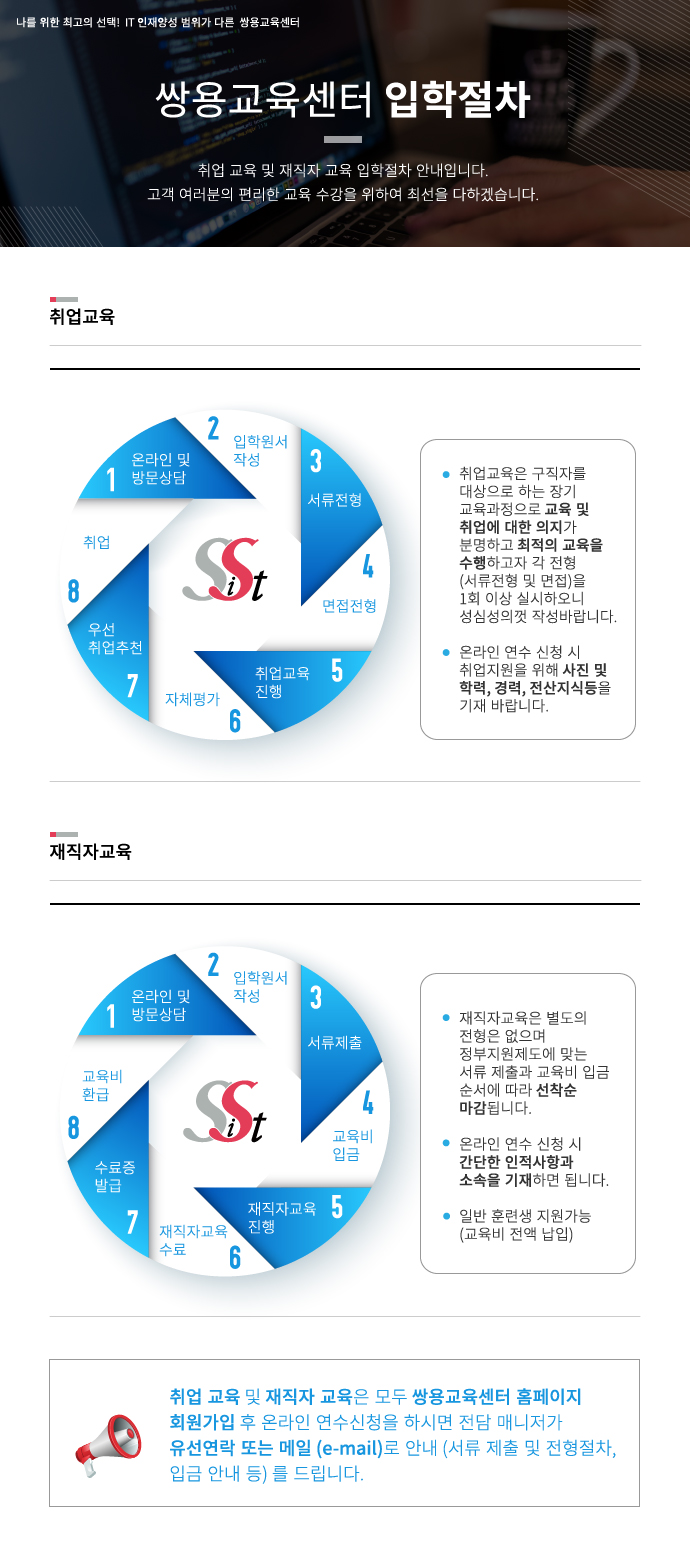 나를 위한 최고의 선택! IT 인재양성 범위가 다른 쌍용교육센터
쌍용교육센터 입학절차
취업 교육 및 재직자 교육 입학절차 안내입니다.
고객 여러분의 편리한 교육 수강을 위하여 최선을 다하겠습니다.
취업교육
1
온라인 및
방문상담
2
입학원서
작성
3
서류전형
4
면접전형
5
취업교육
진행
6
자체평가
7
우선
취업추천
8
취업
SiSt
취업교육은 구직자를
대상으로 하는 장기
교육과정으로 교육 및
취업에 대한 의지가
분명하고 최적의 교육을
수행하고자 각 전형
(서류전형 및 면접)을
1회 이상 실시하오니
성심성의껏 작성바랍니다.
온라인 연수 신청 시
취업지원을 위해 사진 및
학력, 경력, 전산지식등을
기재 바랍니다.
재직자교육
1
온라인 및
방문상담
2
입학원서
작성
3
서류제출
4
교육비
입금
5
재직자교육
진행
6
재직자교육
수료
7
수료증
발급
8
교육비
환급
SiSt
재직자교육은 별도의
전형은 없으며
정부지원제도에 맞는
서류 제출과 교육비 입금
순서에 따라 선착순
마감됩니다.
온라인 연수 신청 시
간단한 인적사항과
소속을 기재하면 됩니다.
일반 훈련생 지원가능
(교육비 전액 납입)
취업 교육 및 재직자 교육은 모두 쌍용교육센터 홈페이지
회원가입 후 온라인 연수신청을 하시면 전담 매니저가
유선연락 또는 메일 (e-mail)로 안내 (서류 제출 및 전형절차,
입금 안내 등) 를 드립니다.